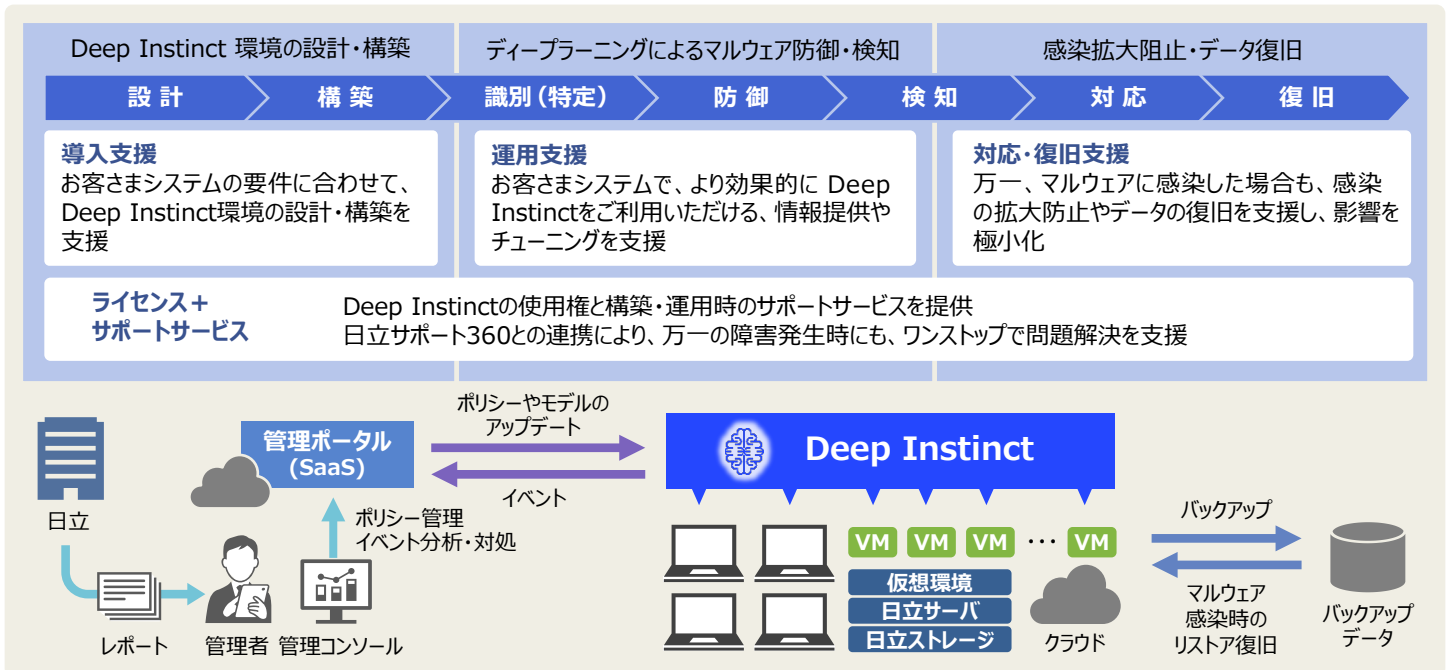 Deep Instinct 環境の設計・構築
ディープラーニングによるマルウェア防御・検知
感染拡大阻止・データ復旧
設計
構築
識別（特定）
防御
検知
対応
復旧
導入支援
お客さまシステムの要件に合わせて、
Deep Instinct環境の設計・構築を
支援
運用支援
お客さまシステムで、より効果的に Deep
Instinctをご利用いただける、情報提供や
チューニングを支援
対応・復旧支援
万一、マルウェアに感染した場合も、感染
の拡大防止やデータの復旧を支援し、影響を
極小化
ライセンス＋
サポートサービス
Deep Instinctの使用権と構築・運用時のサポートサービスを提供
日立サポート360との連携により、万一の障害発生時にも、ワンストップで問題解決を支援
日立
レポート
管理者
管理コンソール
管理ポータル
(SaaS)
ポリシー管理
イベント分析・対処
ポリシーやモデルの
アップデート
イベント
Deep Instinct
VM
VM
VM
…
VM
仮想環境
日立サーバ
日立ストレージ
クラウド
バックアップ
マルウェア
感染時の
リストア復旧
バックアップ
データ